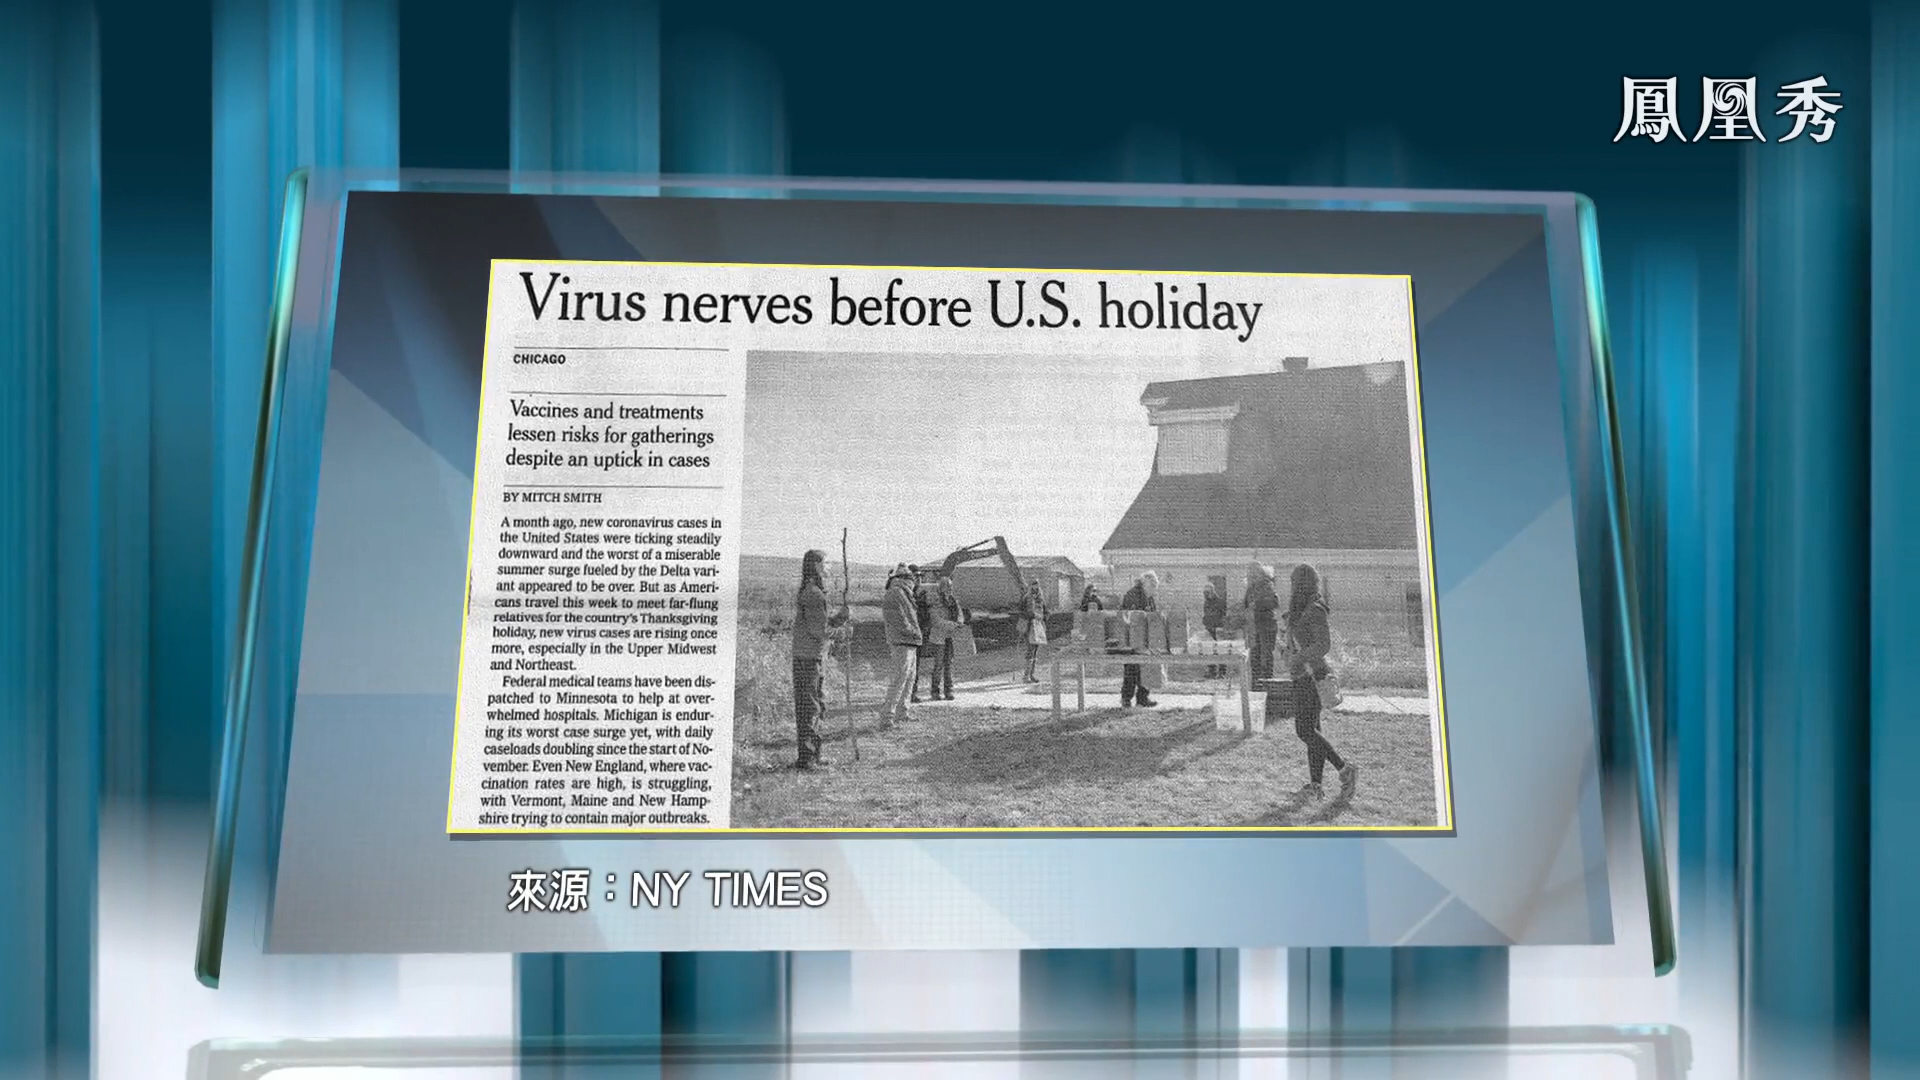 鳳凰秀
Virus nerves before U.S. holiday
CHICAGO
Vaccines and treatments
lessen risks for gatherings
despite an uptick in cases
BY MITCH SMITH
A month ago, new coronavirus cases in
the United States were ticking steadily
downward and the worst of a miserable
summer surge fueled by the Delta vari-
ant appeared to be over. But as Ameri-
cans travel this week to meet far-flung
relatives for the country's Thanksgiving
holiday, new virus cases are rising once
more, especially in the Upper Midwest
and Northeast.
Federal medical teams have been dis-
patched to Minnesota to help at over-
whelmed hospitals. Michigan is endur-
ing its worst case surge yet, with daily
caseloads doubling since the start of No-
vember. Even New England, where vac-
cination rates are high, is struggling,
with Vermont, Maine and New Hamp-
shire trying to contain major outbreaks.
來源：NY TIMES